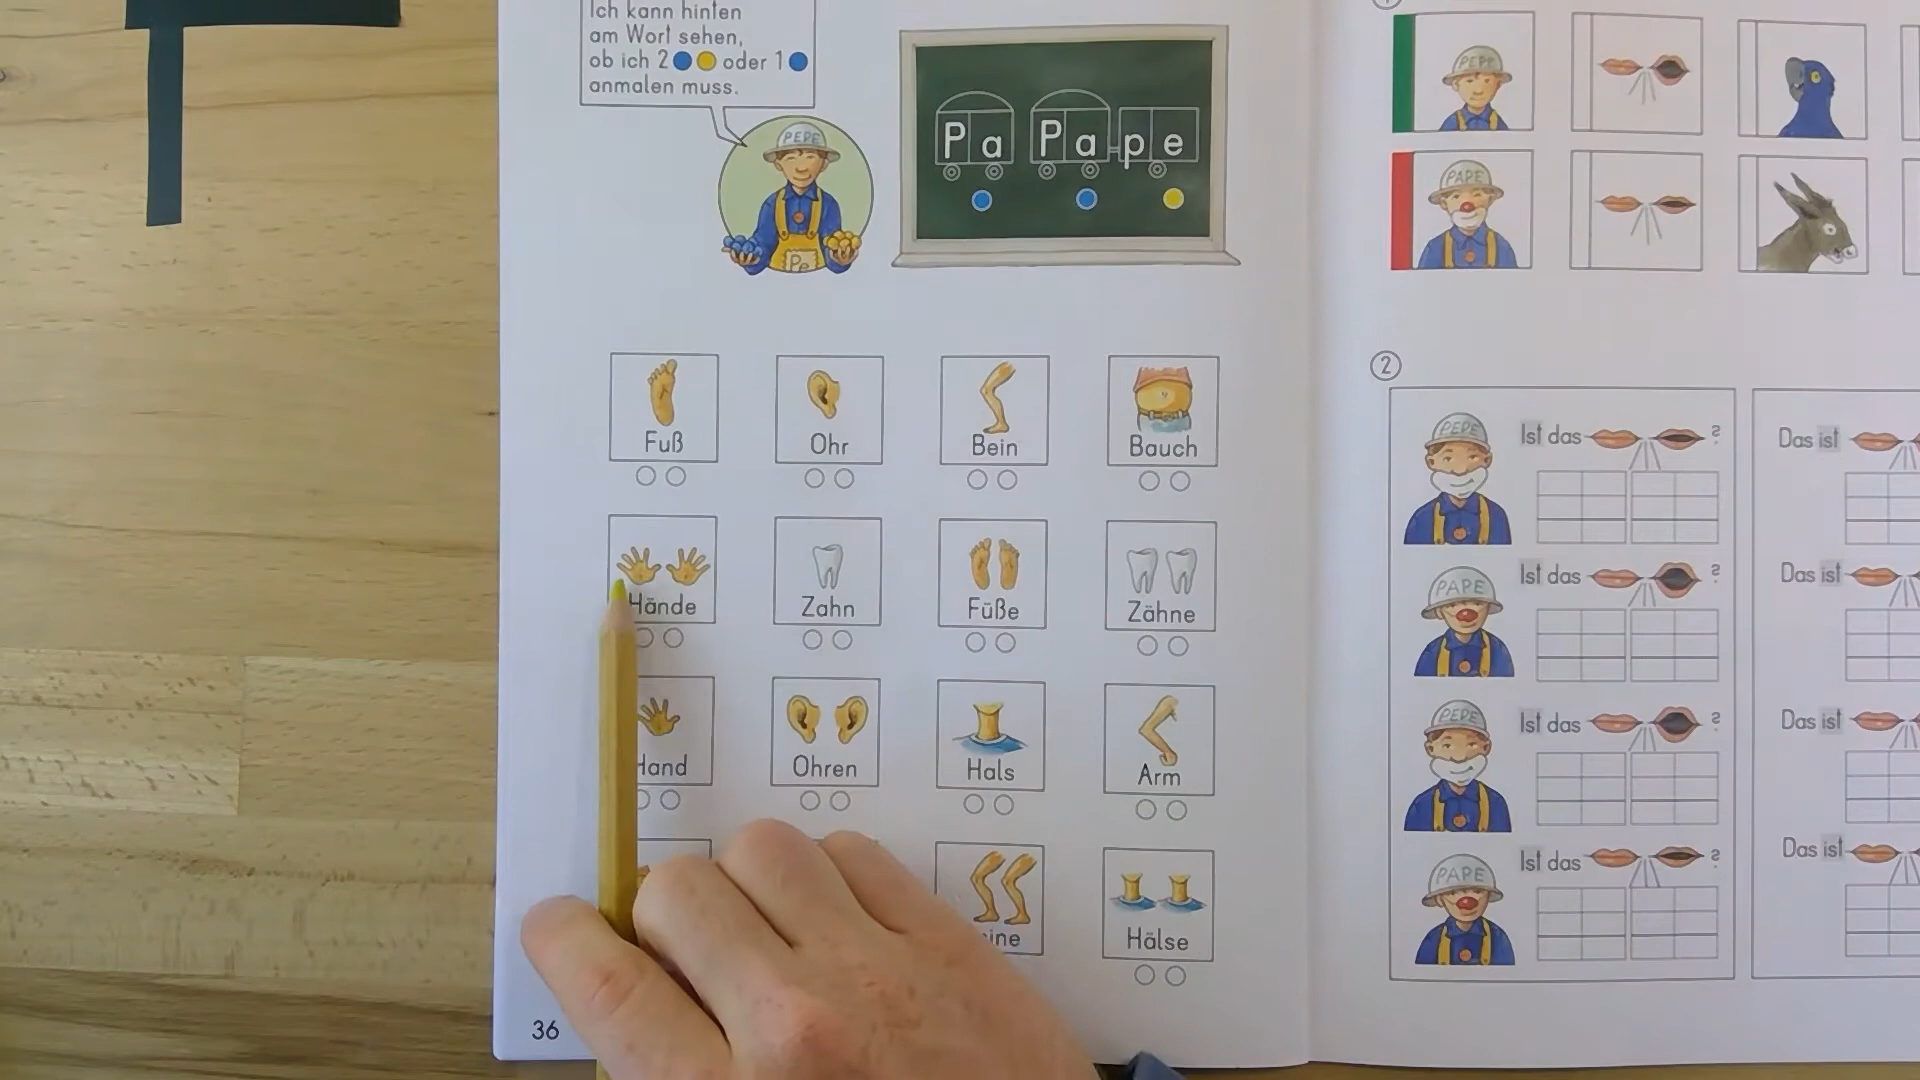 Ich kann hinten
am Wort sehen,
ob ich 2 oder 1
anmalen muss.
PEPE
Pe
Pa Pape
Fuß Ohr Bein Bauch
Hände Zahn Füße Zähne
Hand Ohren Hals Arm
Hälse
36
1
PEPE
PAPE
2
PEPE Ist das ? Das ist
PAPE Ist das ? Das ist
PEPE Ist das ? Das ist
PAPE Ist das ? Das ist